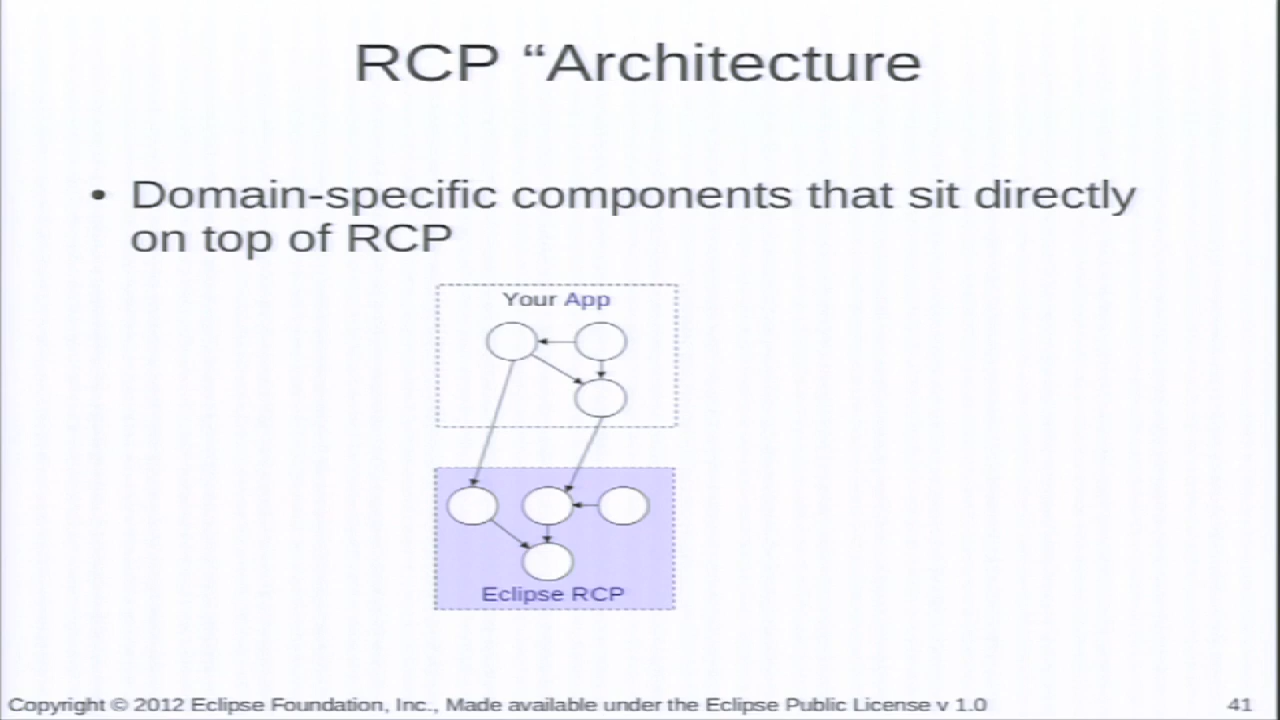 RCP “Architecture
• Domain-specific components that sit directly
on top of RCP
Your App
Eclipse RCP
Copyright © 2012 Eclipse Foundation, Inc., Made available under the Eclipse Public License v 1.0 41